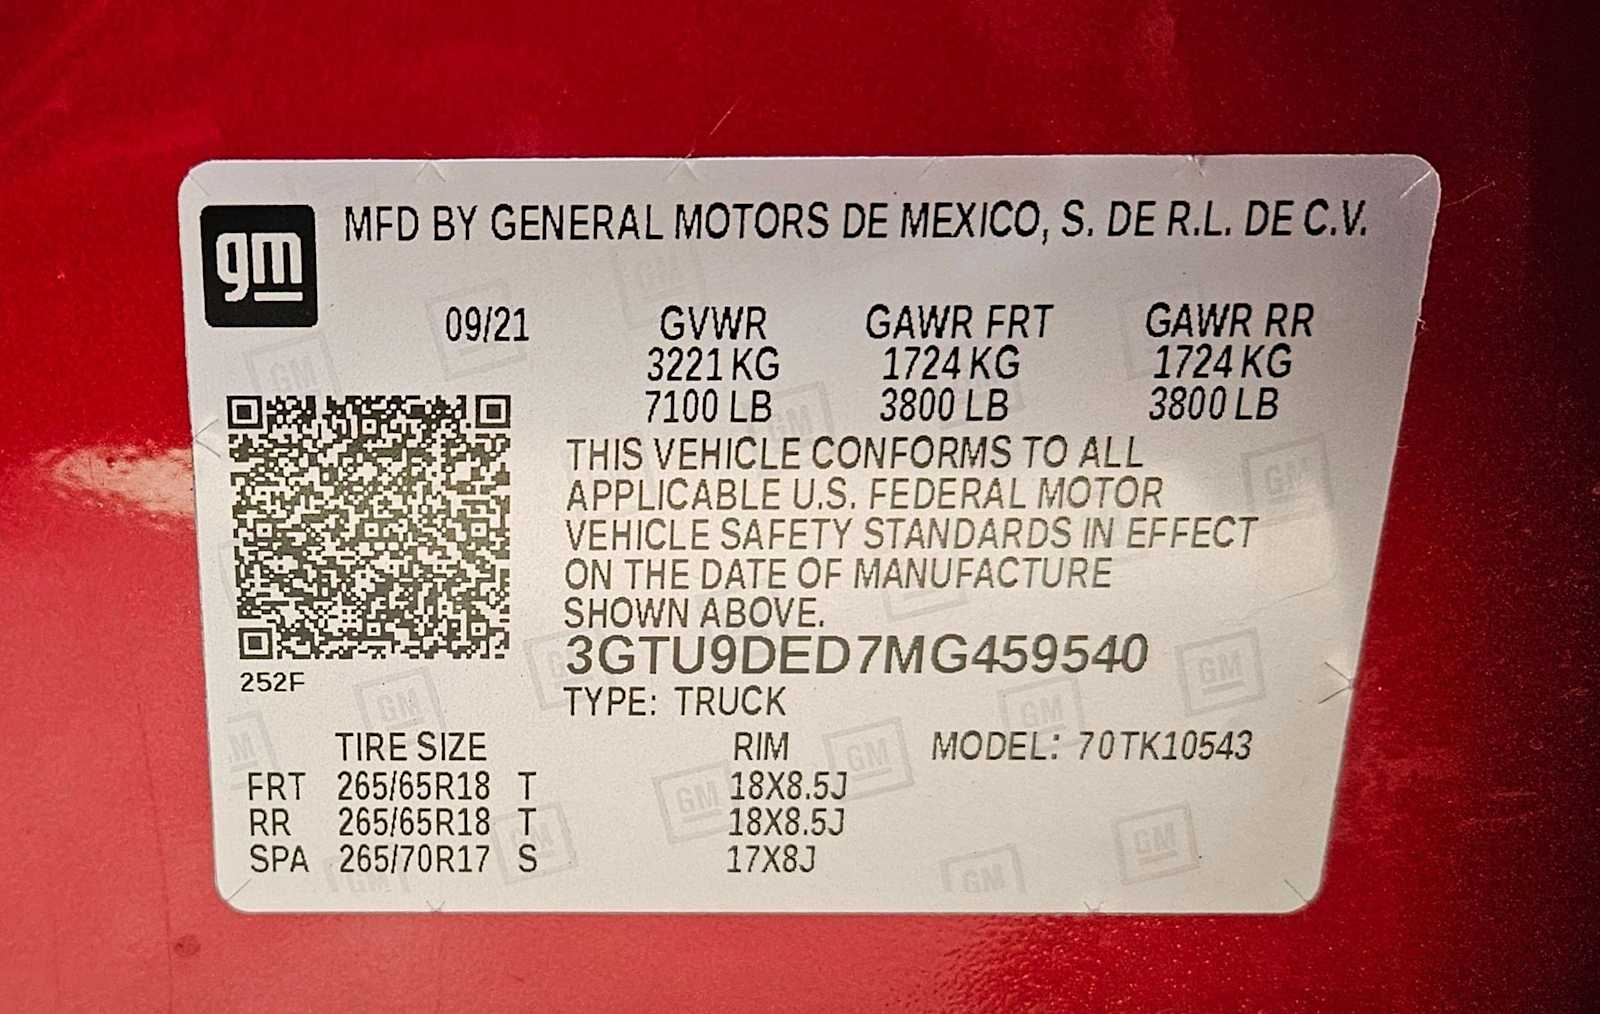 gm
MFD BY GENERAL MOTORS DE MEXICO, S. DE R.L. DE C.V.
09/21 GVWR GAWR FRT GAWR RR
3221 KG 1724 KG 1724 KG
7100 LB 3800 LB 3800 LB
THIS VEHICLE CONFORMS TO ALL
APPLICABLE U.S. FEDERAL MOTOR
VEHICLE SAFETY STANDARDS IN EFFECT
ON THE DATE OF MANUFACTURE
SHOWN ABOVE.
3GTU9DED7MG459540
252F
TYPE: TRUCK
TIRE SIZE RIM MODEL: 70TK10543
FRT 265/65R18 T 18X8.5J
RR 265/65R18 T 18X8.5J
SPA 265/70R17 S 17X8J